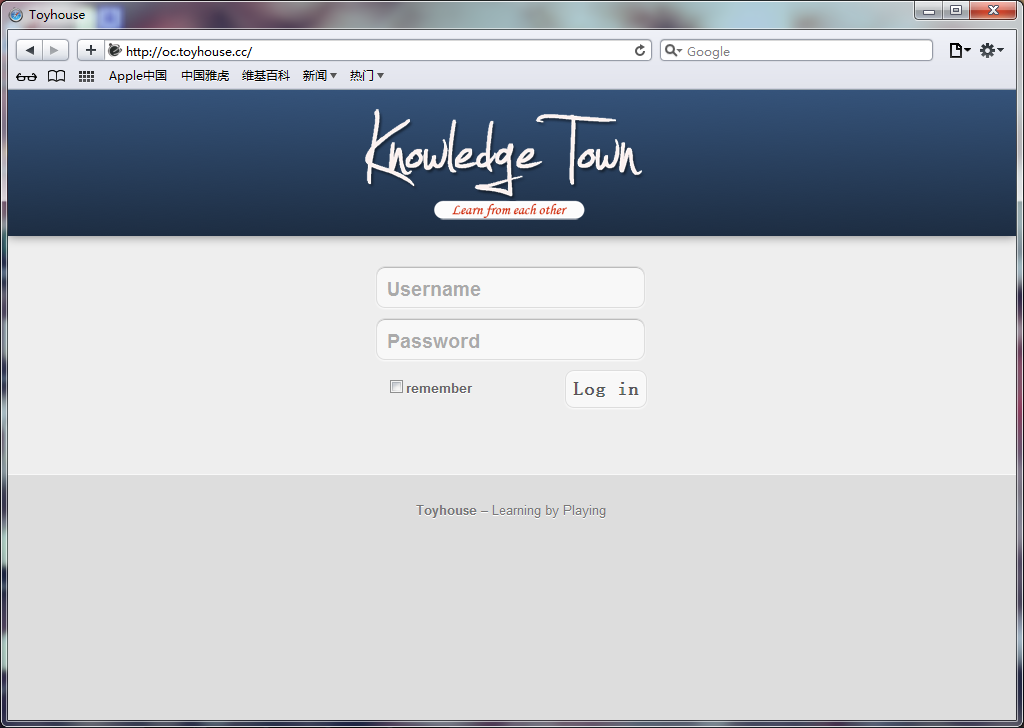 Toyhouse
http://oc.toyhouse.cc/
Google
Apple中国 中国雅虎 维基百科 新闻 热门
Knowledge Town
Learn from each other
Username
Password
remember
Log in
Toyhouse – Learning by Playing